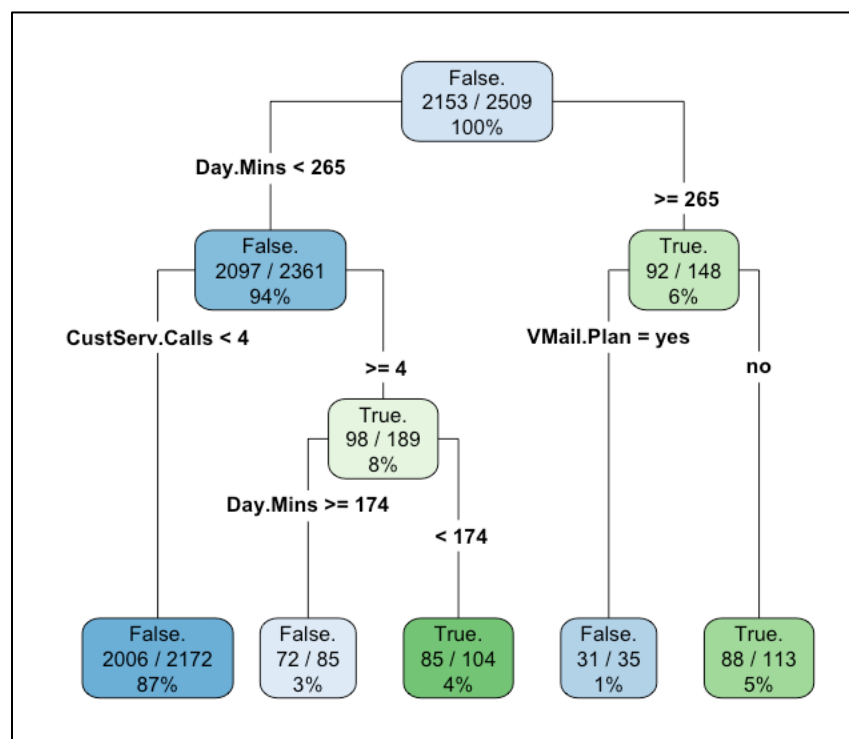 False.
2153 / 2509
100%
Day.Mins < 265
>= 265
False.
2097 / 2361
94%
True.
92 / 148
6%
CustServ.Calls < 4
>= 4
VMail.Plan = yes
no
True.
98 / 189
8%
Day.Mins >= 174
< 174
False.
2006 / 2172
87%
False.
72 / 85
3%
True.
85 / 104
4%
False.
31 / 35
1%
True.
88 / 113
5%